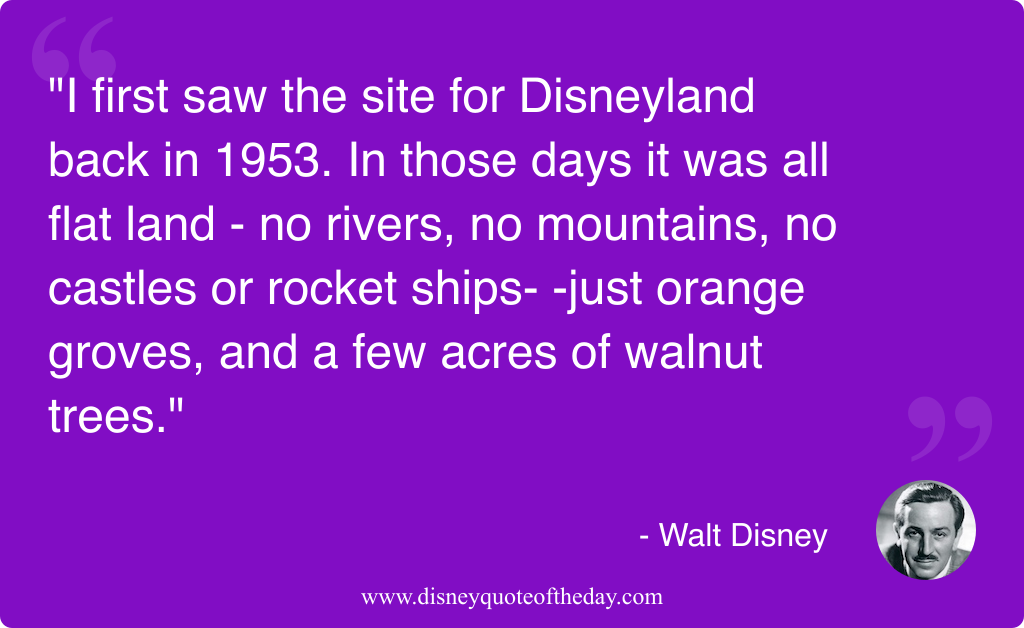 "I first saw the site for Disneyland
back in 1953. In those days it was all
flat land - no rivers, no mountains, no
castles or rocket ships- -just orange
groves, and a few acres of walnut
trees."
- Walt Disney
www.disneyquoteoftheday.com